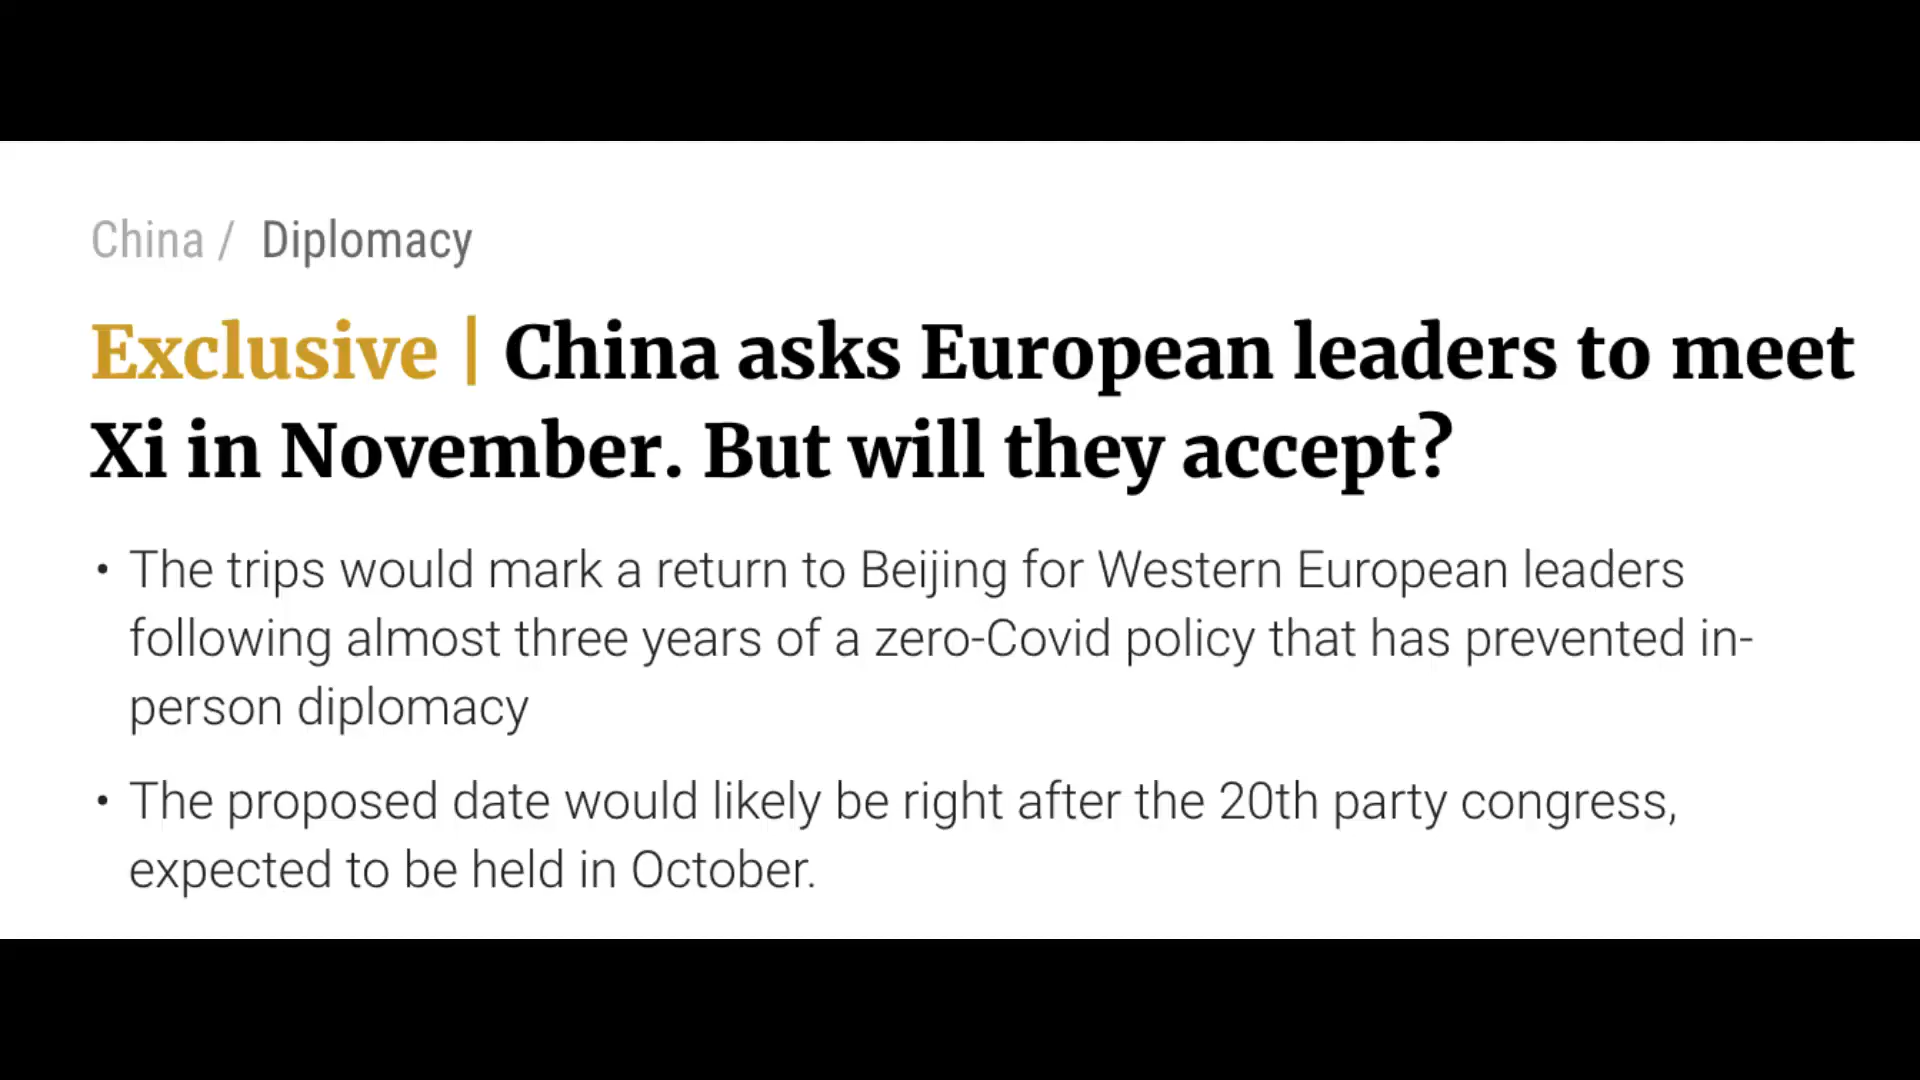 China / Diplomacy
Exclusive | China asks European leaders to meet
Xi in November. But will they accept?
• The trips would mark a return to Beijing for Western European leaders
following almost three years of a zero-Covid policy that has prevented in-
person diplomacy
• The proposed date would likely be right after the 20th party congress,
expected to be held in October.